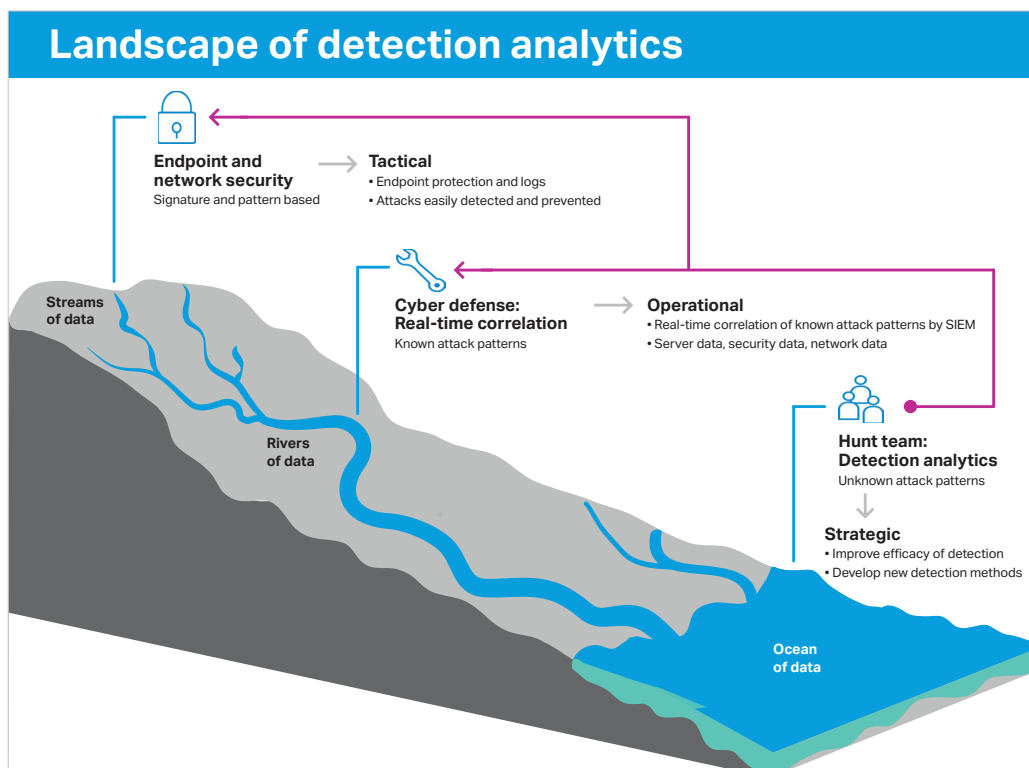 Landscape of detection analytics
Endpoint and
network security
Signature and pattern based
Tactical
• Endpoint protection and logs
• Attacks easily detected and prevented
Streams
of data
Cyber defense:
Real-time correlation
Known attack patterns
Operational
• Real-time correlation of known attack patterns by SIEM
• Server data, security data, network data
Rivers
of data
Hunt team:
Detection analytics
Unknown attack patterns
Strategic
• Improve efficacy of detection
• Develop new detection methods
Ocean
of data